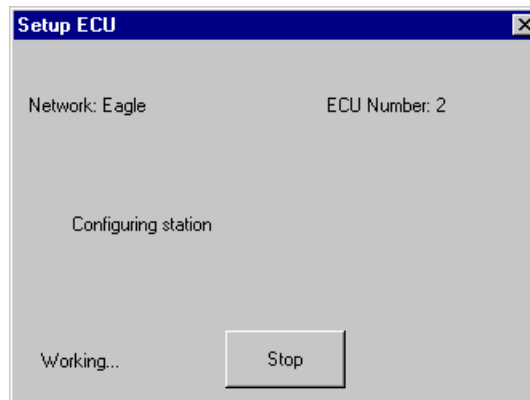 Setup ECU
Network: Eagle ECU Number: 2
Configuring station
Working... Stop